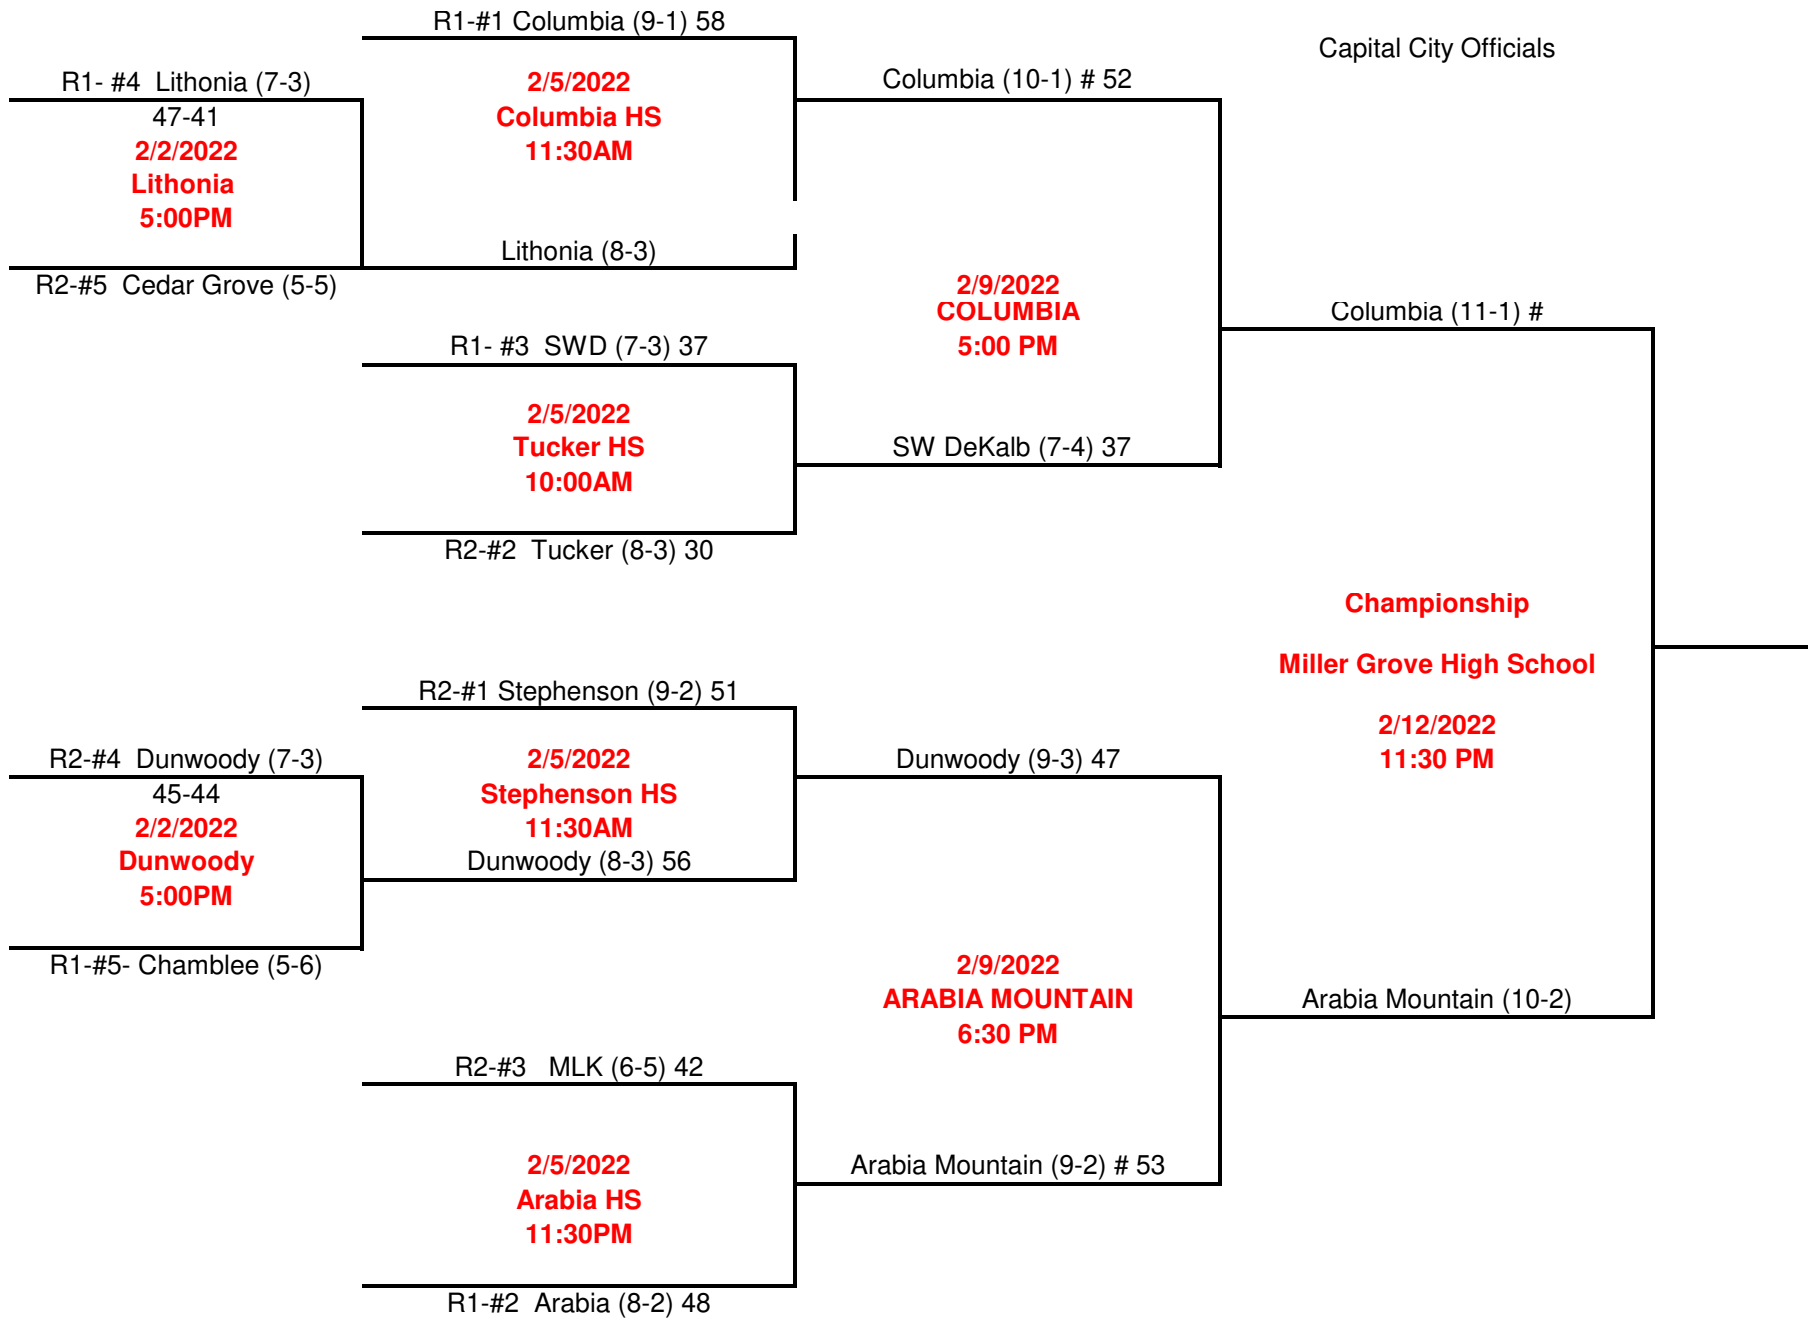 R1-#1 Columbia (9-1) 58
Capital City Officials
R1- #4  Lithonia (7-3)
47-41
2/2/2022
Lithonia
5:00PM
R2-#5  Cedar Grove (5-5)
2/5/2022
Columbia HS
11:30AM
Lithonia (8-3)
Columbia (10-1) # 52
R1- #3  SWD (7-3) 37
2/5/2022
Tucker HS
10:00AM
R2-#2  Tucker (8-3) 30
2/9/2022
COLUMBIA
5:00 PM
SW DeKalb (7-4) 37
Columbia (11-1) #
Championship
Miller Grove High School
2/12/2022
11:30 PM
R2-#1 Stephenson (9-2) 51
R2-#4  Dunwoody (7-3)
45-44
2/2/2022
Dunwoody
5:00PM
R1-#5- Chamblee (5-6)
2/5/2022
Stephenson HS
11:30AM
Dunwoody (8-3) 56
Dunwoody (9-3) 47
2/9/2022
ARABIA MOUNTAIN
6:30 PM
Arabia Mountain (10-2)
R2-#3   MLK (6-5) 42
2/5/2022
Arabia HS
11:30PM
R1-#2  Arabia (8-2) 48
Arabia Mountain (9-2) # 53